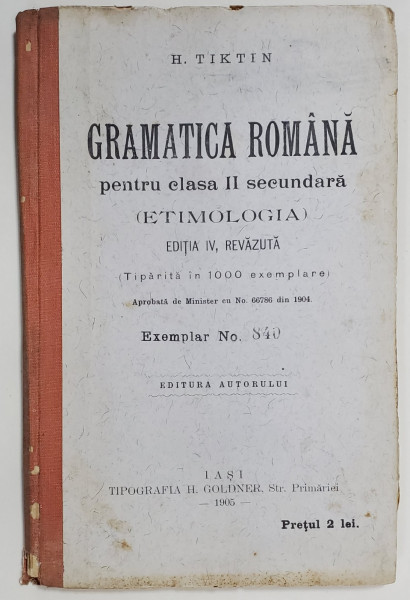 H. TIKTIN
GRAMATICA ROMÂNĂ
pentru clasa II secundară
(ETIMOLOGIA)
EDIȚIA IV, REVĂZUTĂ
(Tipărită în 1000 exemplare)
Aprobată de Minister cu No. 66786 din 1904.
Exemplar No. 840
EDITURA AUTORULUI
IAȘI
TIPOGRAFIA H. GOLDNER, Str. Primăriei
— 1905 —
Prețul 2 lei.